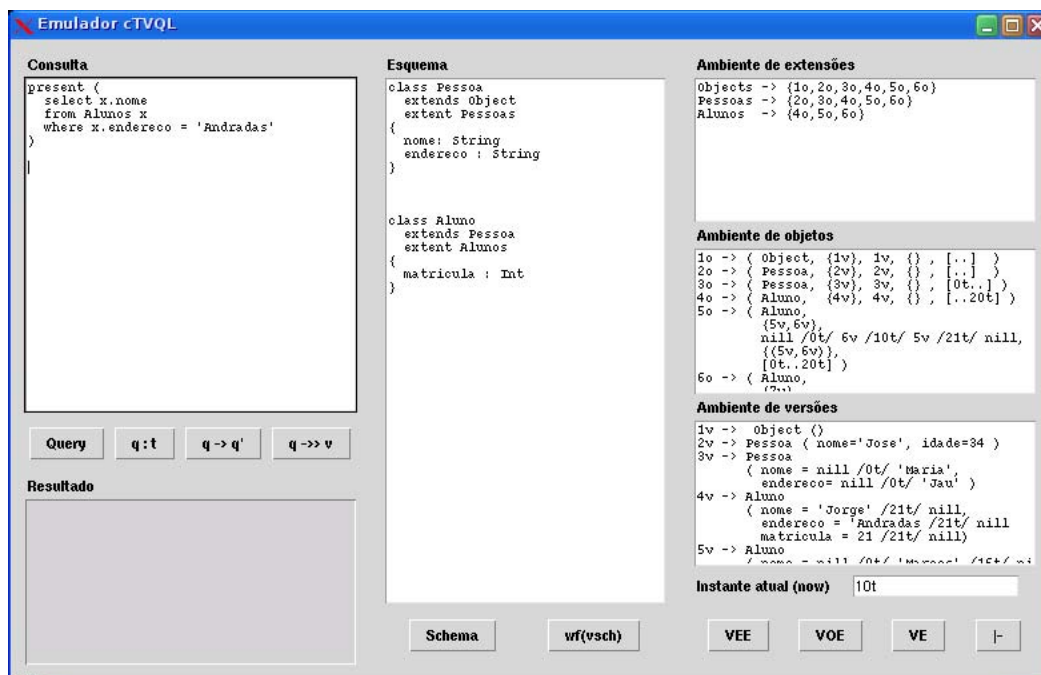 Emulador cTVQL
Consulta
present (
  select x.nome
  from Alunos x
  where x.endereco = 'Andradas'
)
Query
q : t
q -> q'
q ->> v
Resultado
Esquema
class Pessoa
  extends Object
  extent Pessoas
{
  nome: String
  endereco : String
}
class Aluno
  extends Pessoa
  extent Alunos
{
  matricula : Int
}
Schema
wf(vsch)
Ambiente de extensões
Objects -> {1o,2o,3o,4o,5o,6o}
Pessoas -> {2o,3o,4o,5o,6o}
Alunos  -> {4o,5o,6o}
Ambiente de objetos
1o -> ( Object, {1v}, 1v, {} , [..]  )
2o -> ( Pessoa, {2v}, 2v, {} , [..]  )
3o -> ( Pessoa, {3v}, 3v, {} , [0t..] )
4o -> ( Aluno,  {4v}, 4v, {} , [..20t] )
5o -> ( Aluno,
        {5v,6v},
        nill /0t/ 6v /10t/ 5v /21t/ nill,
        {(5v,6v)},
        [0t..20t] )
6o -> ( Aluno,
        {7v}
Ambiente de versões
1v ->  Object ()
2v -> Pessoa ( nome='Jose', idade=34 )
3v -> Pessoa
      ( nome = nill /0t/ 'Maria',
        endereco= nill /0t/ 'Jau' )
4v -> Aluno
      ( nome = 'Jorge' /21t/ nill,
        endereco = 'Andradas /21t/ nill
        matricula = 21 /21t/ nill)
5v -> Aluno
      ( nome = nill /0t/ 'Marcos' /15t/ ni
Instante atual (now)
10t
VEE
VOE
VE
|-